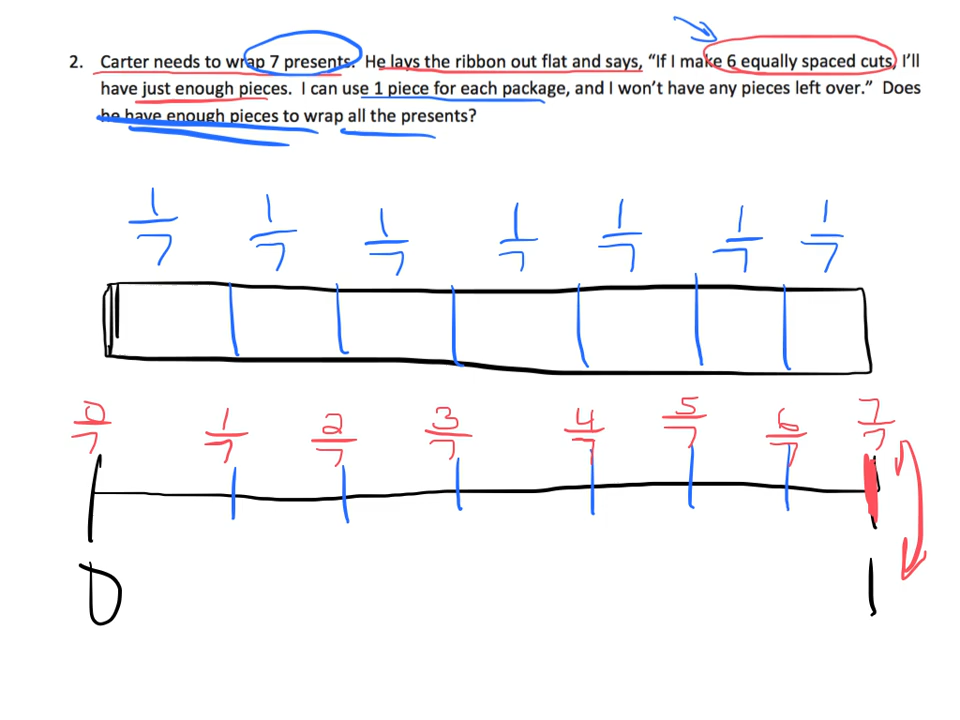 2. Carter needs to wrap 7 presents. He lays the ribbon out flat and says, “If I make 6 equally spaced cuts, I’ll
have just enough pieces. I can use 1 piece for each package, and I won’t have any pieces left over.” Does
he have enough pieces to wrap all the presents?
1/7 1/7 1/7 1/7 1/7 1/7 1/7
0/7 1/7 2/7 3/7 4/7 5/7 6/7 7/7
0 1